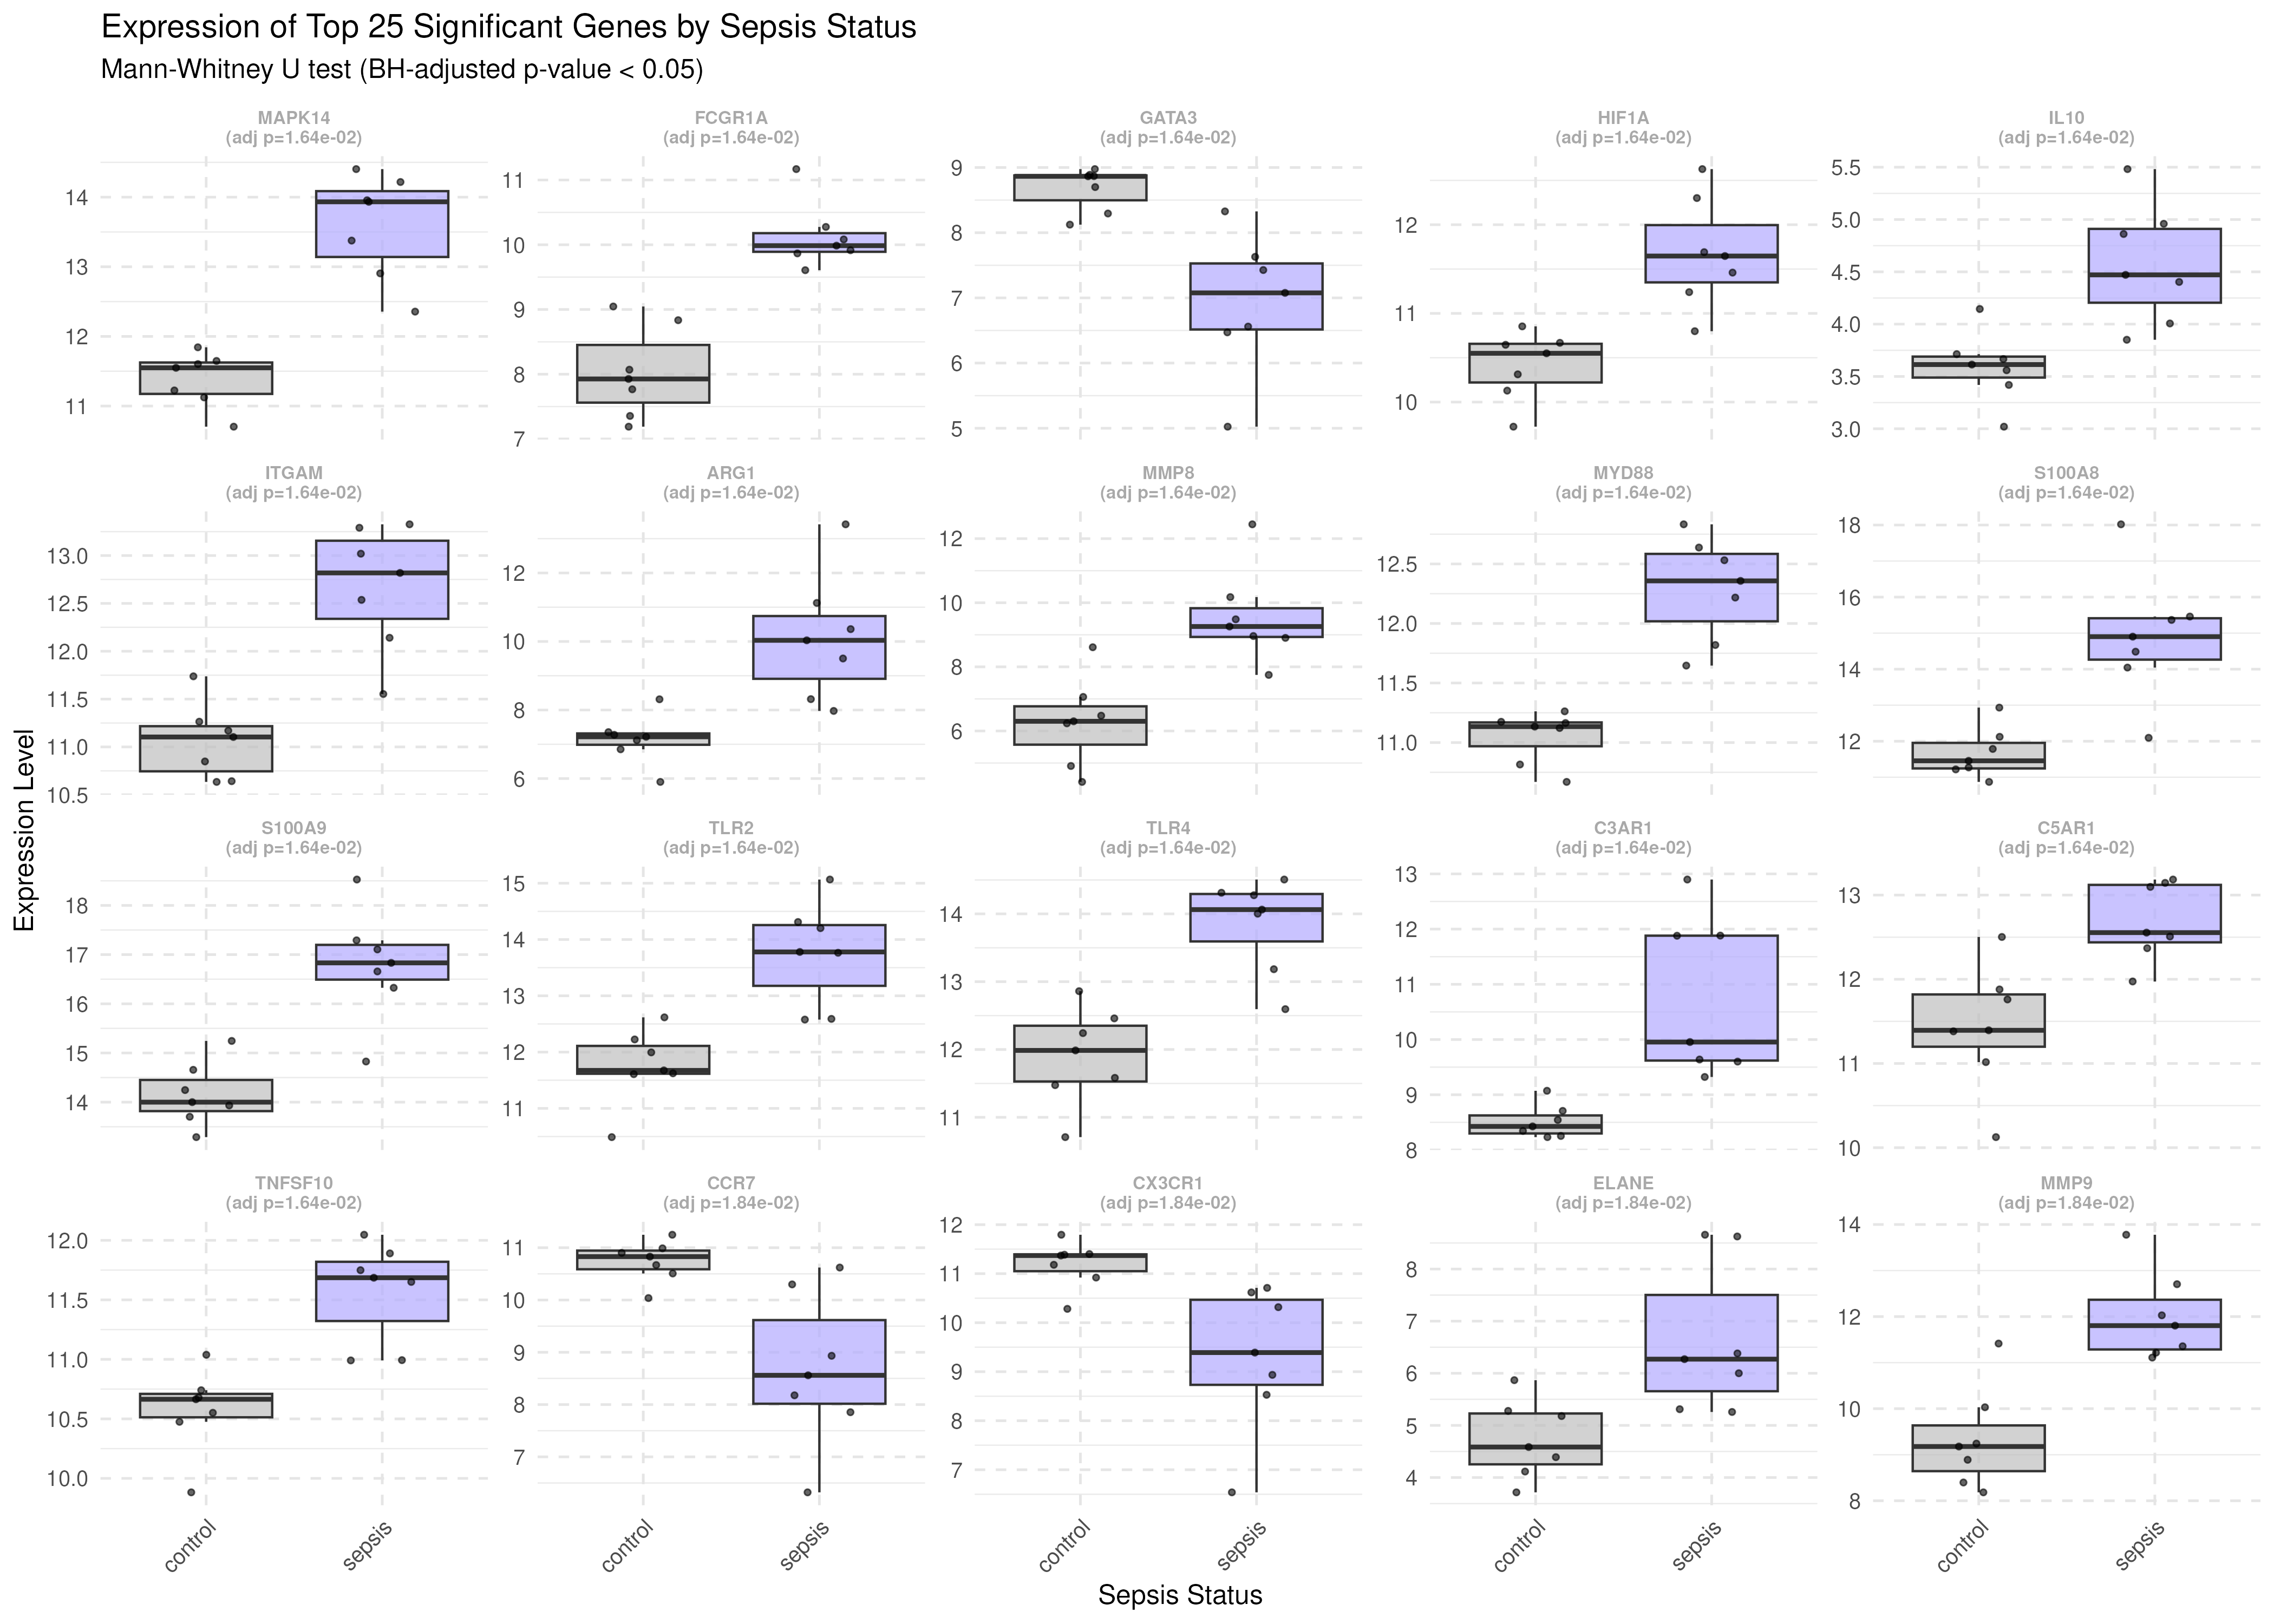 Expression of Top 25 Significant Genes by Sepsis Status
Mann-Whitney U test (BH-adjusted p-value < 0.05)
MAPK14
(adj p=1.64e-02)
14
13
12
11
FCGR1A
(adj p=1.64e-02)
11
10
9
8
7
GATA3
(adj p=1.64e-02)
9
8
7
6
5
HIF1A
(adj p=1.64e-02)
12
11
10
IL10
(adj p=1.64e-02)
5.5
5.0
4.5
4.0
3.5
3.0
ITGAM
(adj p=1.64e-02)
13.0
12.5
12.0
11.5
11.0
10.5
ARG1
(adj p=1.64e-02)
12
10
8
6
MMP8
(adj p=1.64e-02)
12
10
8
6
MYD88
(adj p=1.64e-02)
12.5
12.0
11.5
11.0
S100A8
(adj p=1.64e-02)
18
16
14
12
S100A9
(adj p=1.64e-02)
18
17
16
15
14
TLR2
(adj p=1.64e-02)
15
14
13
12
11
TLR4
(adj p=1.64e-02)
14
13
12
11
C3AR1
(adj p=1.64e-02)
13
12
11
10
9
8
C5AR1
(adj p=1.64e-02)
13
12
11
10
TNFSF10
(adj p=1.64e-02)
12.0
11.5
11.0
10.5
10.0
CCR7
(adj p=1.84e-02)
11
10
9
8
7
CX3CR1
(adj p=1.84e-02)
12
11
10
9
8
7
ELANE
(adj p=1.84e-02)
8
7
6
5
4
MMP9
(adj p=1.84e-02)
14
12
10
8
control
sepsis
control
sepsis
control
sepsis
control
sepsis
control
sepsis
Expression Level
Sepsis Status